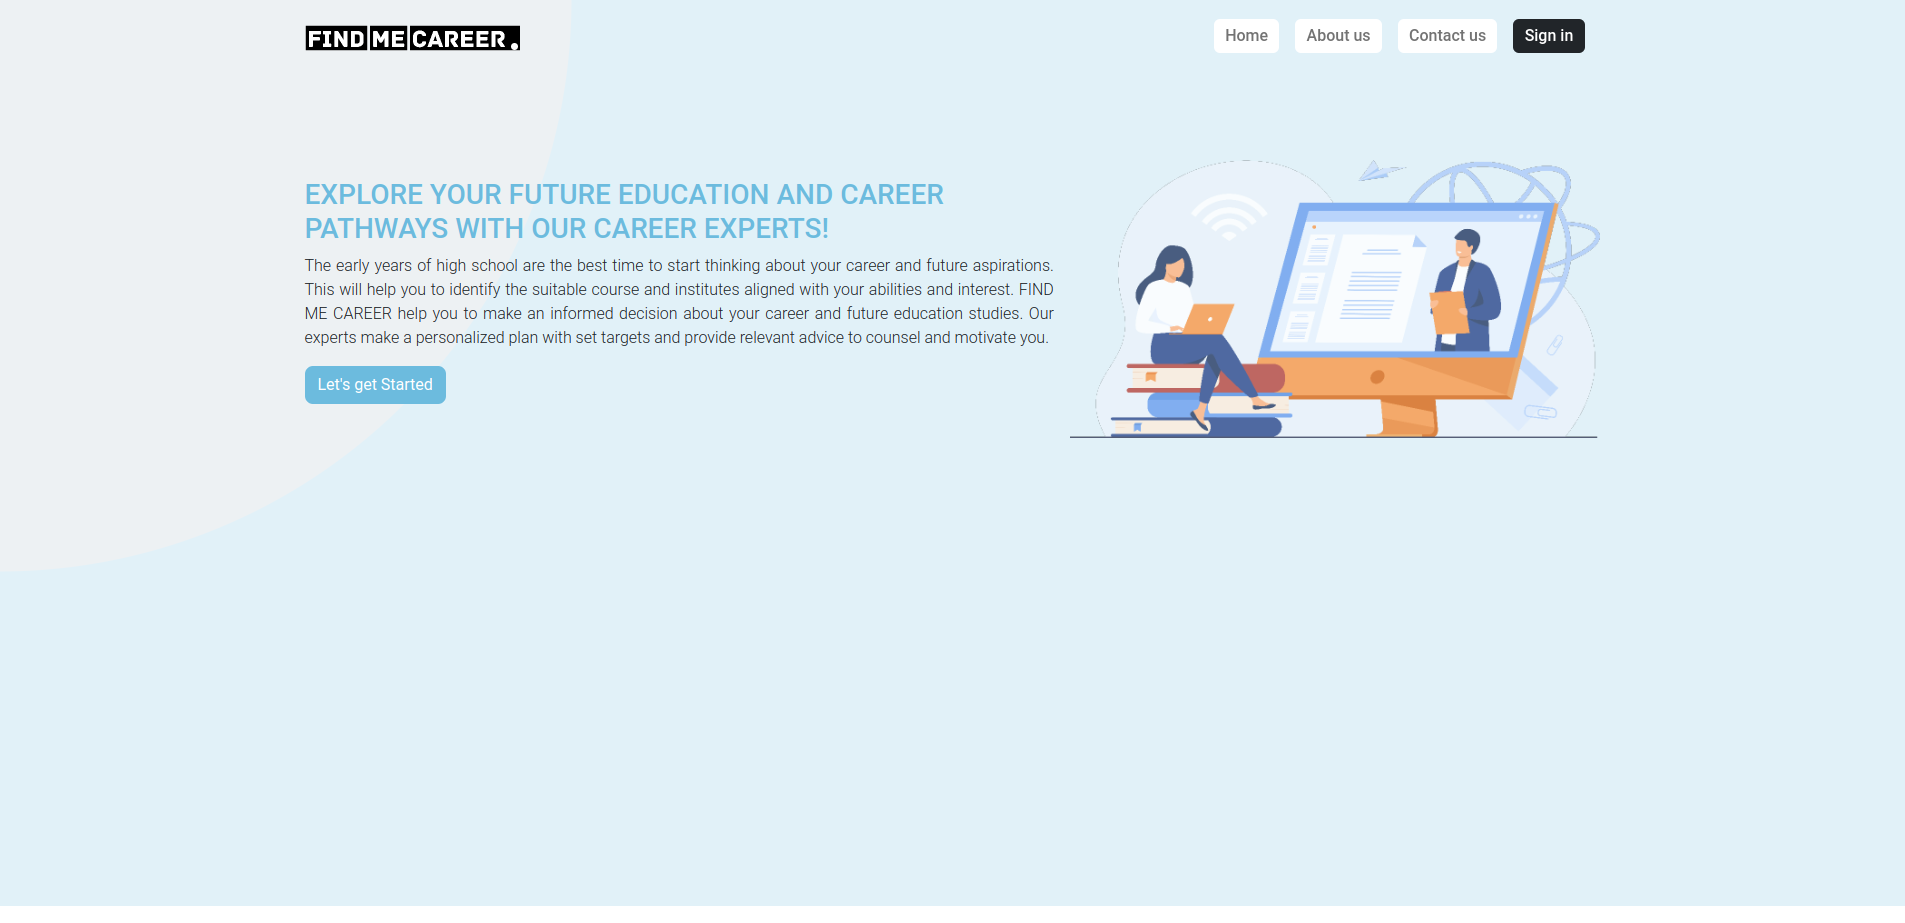 FIND ME CAREER.
Home
About us
Contact us
Sign in
EXPLORE YOUR FUTURE EDUCATION AND CAREER
PATHWAYS WITH OUR CAREER EXPERTS!
The early years of high school are the best time to start thinking about your career and future aspirations.
This will help you to identify the suitable course and institutes aligned with your abilities and interest. FIND
ME CAREER help you to make an informed decision about your career and future education studies. Our
experts make a personalized plan with set targets and provide relevant advice to counsel and motivate you.
Let's get Started